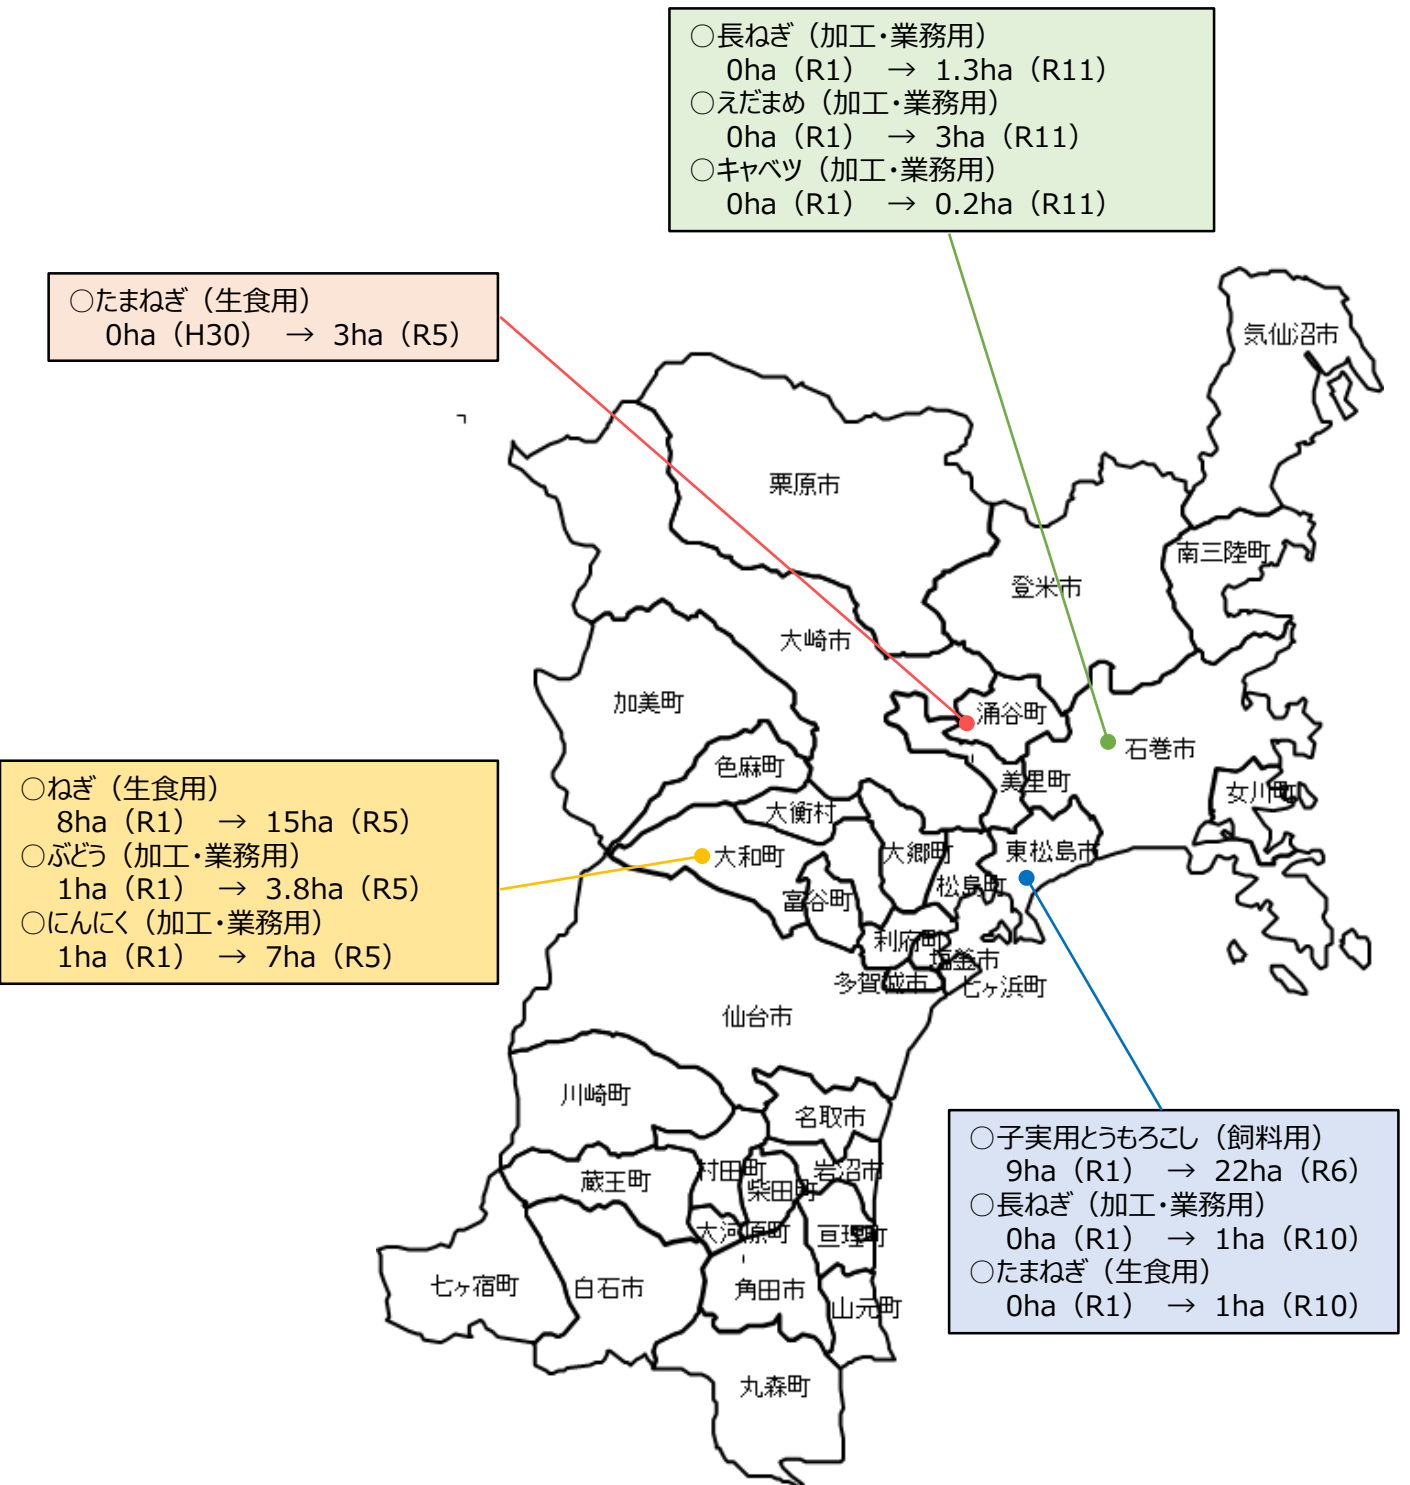 ○長ねぎ（加工・業務用）
0ha（R1） → 1.3ha（R11）
○えだまめ（加工・業務用）
0ha（R1） → 3ha（R11）
○キャベツ（加工・業務用）
0ha（R1） → 0.2ha（R11）
○たまねぎ（生食用）
0ha（H30） → 3ha（R5）
気仙沼市
栗原市
南三陸町
登米市
大崎市
加美町
涌谷町
石巻市
色麻町
美里町
女川町
大衡村
○ねぎ（生食用）
8ha（R1） → 15ha（R5）
○ぶどう（加工・業務用）
1ha（R1） → 3.8ha（R5）
○にんにく（加工・業務用）
1ha（R1） → 7ha（R5）
大和町
大郷町
東松島市
富谷町
松島町
利府町
塩釜市
多賀城市
七ヶ浜町
仙台市
川崎町
名取市
村田町
岩沼市
蔵王町
柴田町
大河原町
亘理町
七ヶ宿町
白石市
角田市
山元町
丸森町
○子実用とうもろこし（飼料用）
9ha（R1） → 22ha（R6）
○長ねぎ（加工・業務用）
0ha（R1） → 1ha（R10）
○たまねぎ（生食用）
0ha（R1） → 1ha（R10）